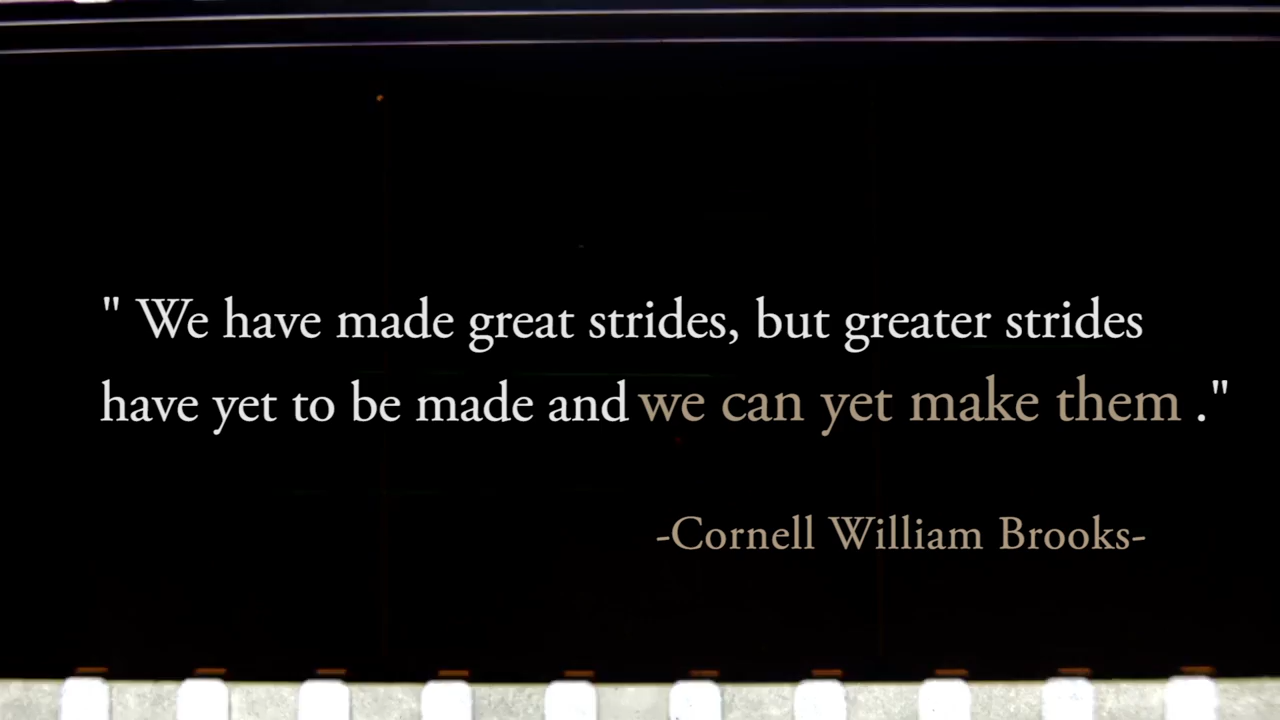 " We have made great strides, but greater strides
have yet to be made and we can yet make them ."
-Cornell William Brooks-